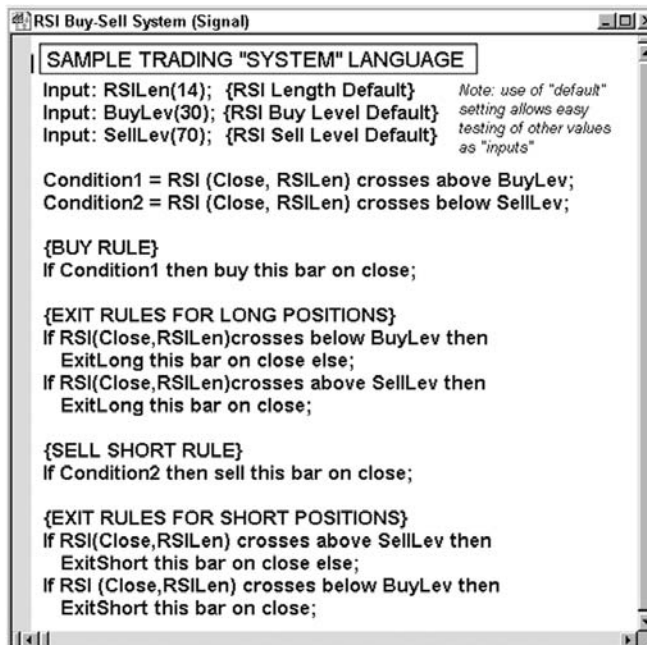 RSI Buy-Sell System (Signal)
SAMPLE TRADING "SYSTEM" LANGUAGE
Input: RSILen(14); {RSI Length Default}
Input: BuyLev(30); {RSI Buy Level Default}
Input: SellLev(70); {RSI Sell Level Default}
Note: use of "default"
setting allows easy
testing of other values
as "inputs"
Condition1 = RSI (Close, RSILen) crosses above BuyLev;
Condition2 = RSI (Close, RSILen) crosses below SellLev;
{BUY RULE}
If Condition1 then buy this bar on close;
{EXIT RULES FOR LONG POSITIONS}
If RSI(Close,RSILen)crosses below BuyLev then
ExitLong this bar on close else;
If RSI(Close,RSILen)crosses above SellLev then
ExitLong this bar on close;
{SELL SHORT RULE}
If Condition2 then sell this bar on close;
{EXIT RULES FOR SHORT POSITIONS}
If RSI(Close,RSILen) crosses above SellLev then
ExitShort this bar on close else;
If RSI (Close,RSILen) crosses below BuyLev then
ExitShort this bar on close;